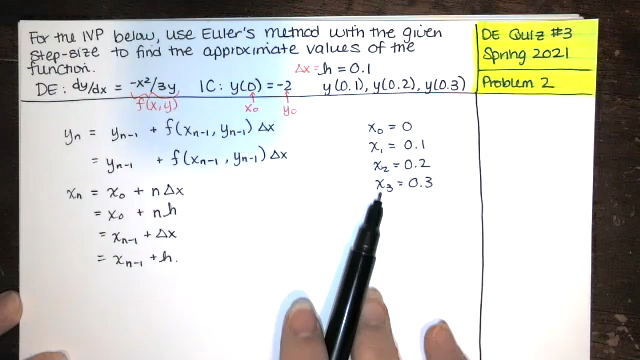 For the IVP below, use Euler's method with the given
step-size to find the approximate values of the
function.
Δx = h = 0.1
DE: dy/dx = -x²/3y  IC: y(0) = -2  y(0.1), y(0.2), y(0.3)
f(x,y)  x₀  y₀
DE Quiz #3
Spring 2021
Problem 2
yₙ = yₙ₋₁ + f(xₙ₋₁, yₙ₋₁) Δx
= yₙ₋₁ + f(xₙ₋₁, yₙ₋₁) Δx
xₙ = x₀ + nΔx
= x₀ + nh
= xₙ₋₁ + Δx
= xₙ₋₁ + h.
x₀ = 0
x₁ = 0.1
x₂ = 0.2
x₃ = 0.3